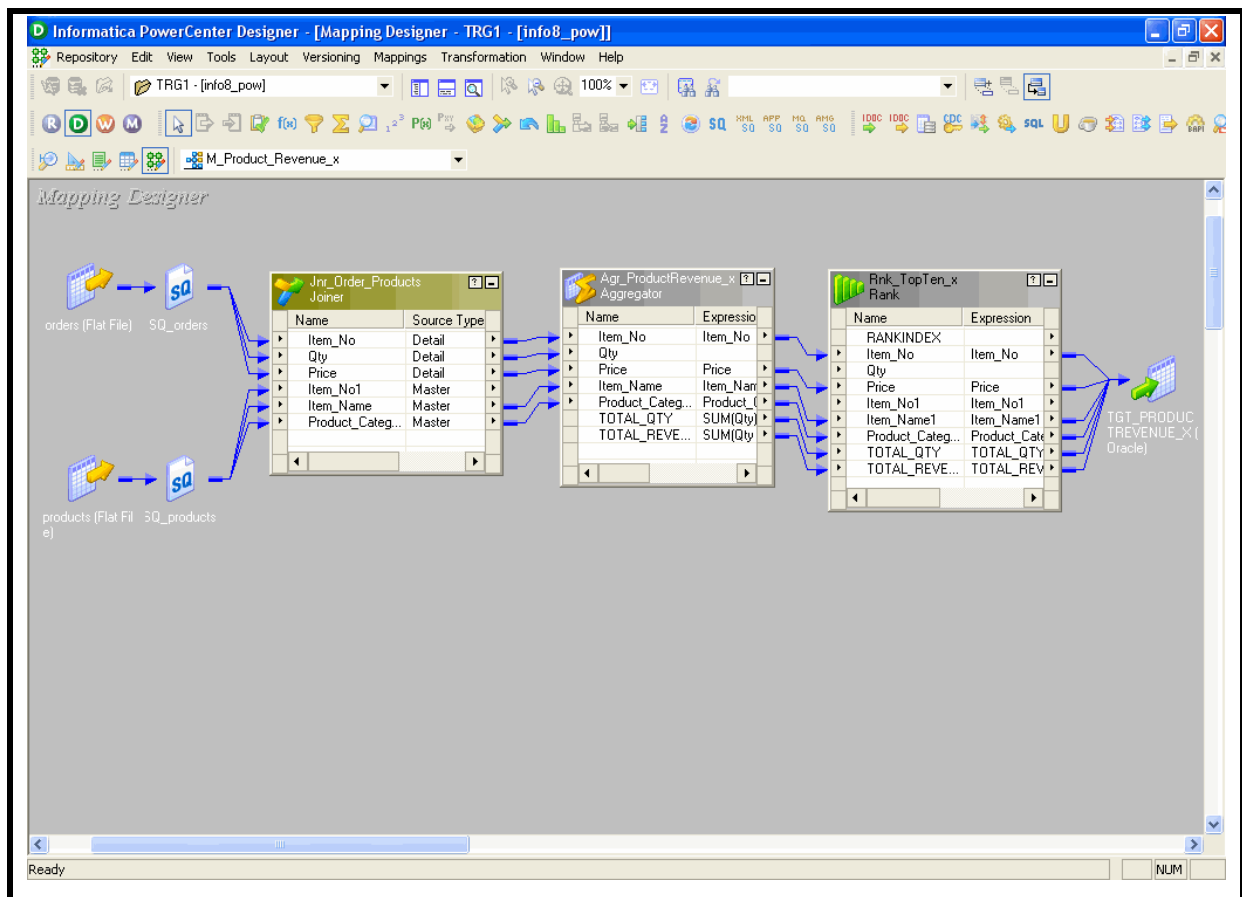 Informatica PowerCenter Designer - [Mapping Designer - TRG1 - [info8_pow]]
Repository Edit View Tools Layout Versioning Mappings Transformation Window Help
TRG1 - [info8_pow]
100%
M_Product_Revenue_x
Mapping Designer
orders (Flat File)
SQ_orders
products (Flat Fil
e)
SQ_products
Jnr_Order_Products
Joiner
Name Source Type
Item_No Detail
Qty Detail
Price Detail
Item_No1 Master
Item_Name Master
Product_Categ... Master
Agr_ProductRevenue_x
Aggregator
Name Expressio
Item_No Item_No
Qty
Price Price
Item_Name Item_Nam
Product_Categ... Product_(
TOTAL_QTY SUM(Qty)
TOTAL_REVE... SUM(Qty
Rnk_TopTen_x
Rank
Name Expression
RANKINDEX
Item_No Item_No
Qty
Price Price
Item_No1 Item_No1
Item_Name1 Item_Name1
Product_Categ... Product_Cate
TOTAL_QTY TOTAL_QTY
TOTAL_REVE... TOTAL_REV
TGT_PRODUC
TREVENUE_X (
Oracle)
Ready
NUM